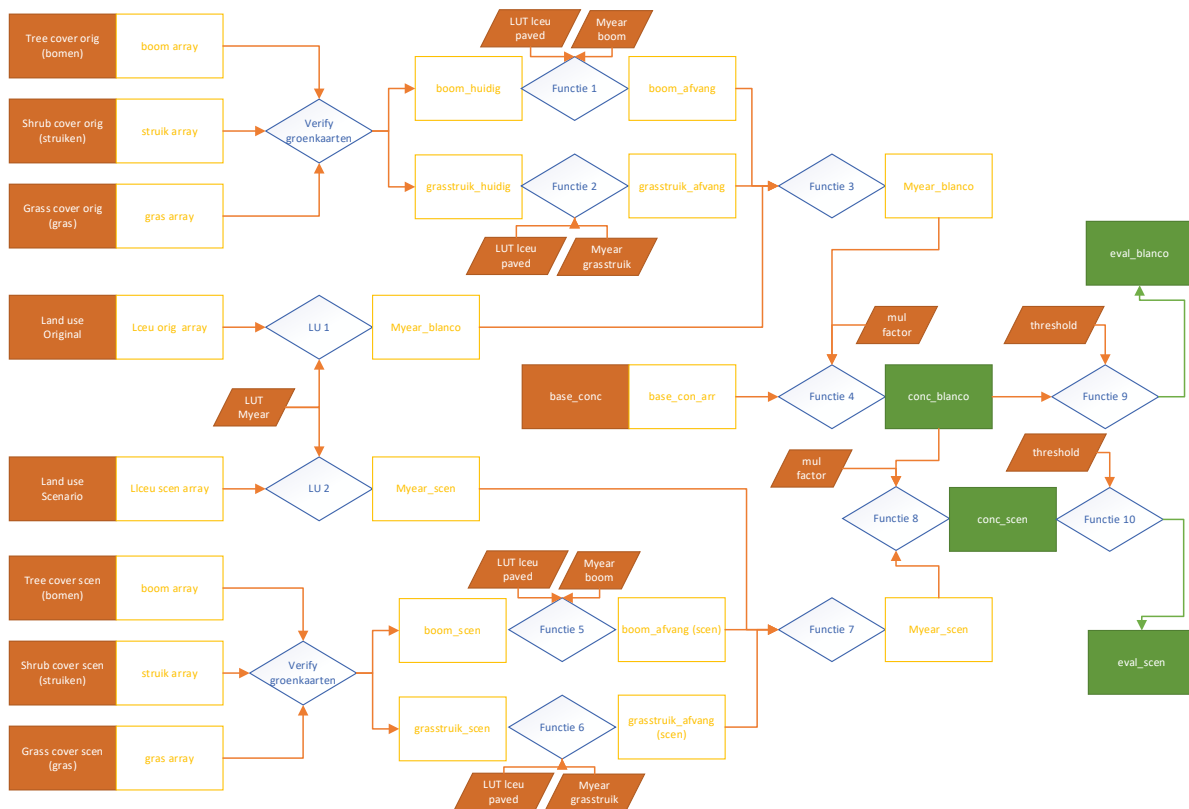 LUT lceu
paved
Myear
boom
Tree cover orig
(bomen)
boom array
boom_huldig
Functie 1
boom_afvang
Shrub cover orig
(struiken)
struik array
Verify
groenkaarten
grasstruik_huidig
Functie 2
grasstruik_afvang
Functie 3
Myear_blanco
Grass cover orig
(gras)
gras array
LUT lceu
paved
Myear
grasstruik
eval_blanco
Land use
Original
Lceu orig array
LU 1
Myear_blanco
mul
factor
threshold
LUT
Myear
base_conc
base_con_arr
Functie 4
conc_blanco
Functie 9
mul
factor
threshold
Land use
Scenario
Llceu scen array
LU 2
Myear_scen
Functie 8
conc_scen
Functie 10
LUT lceu
paved
Myear
boom
Tree cover scen
(bomen)
boom array
boom_scen
Functie 5
boom_afvang (scen)
Functie 7
Myear_scen
Shrub cover scen
(struiken)
struik array
Verify
groenkaarten
eval_scen
grasstruik_scen
Functie 6
grasstruik_afvang
(scen)
Grass cover scen
(gras)
gras array
LUT lceu
paved
Myear
grasstruik